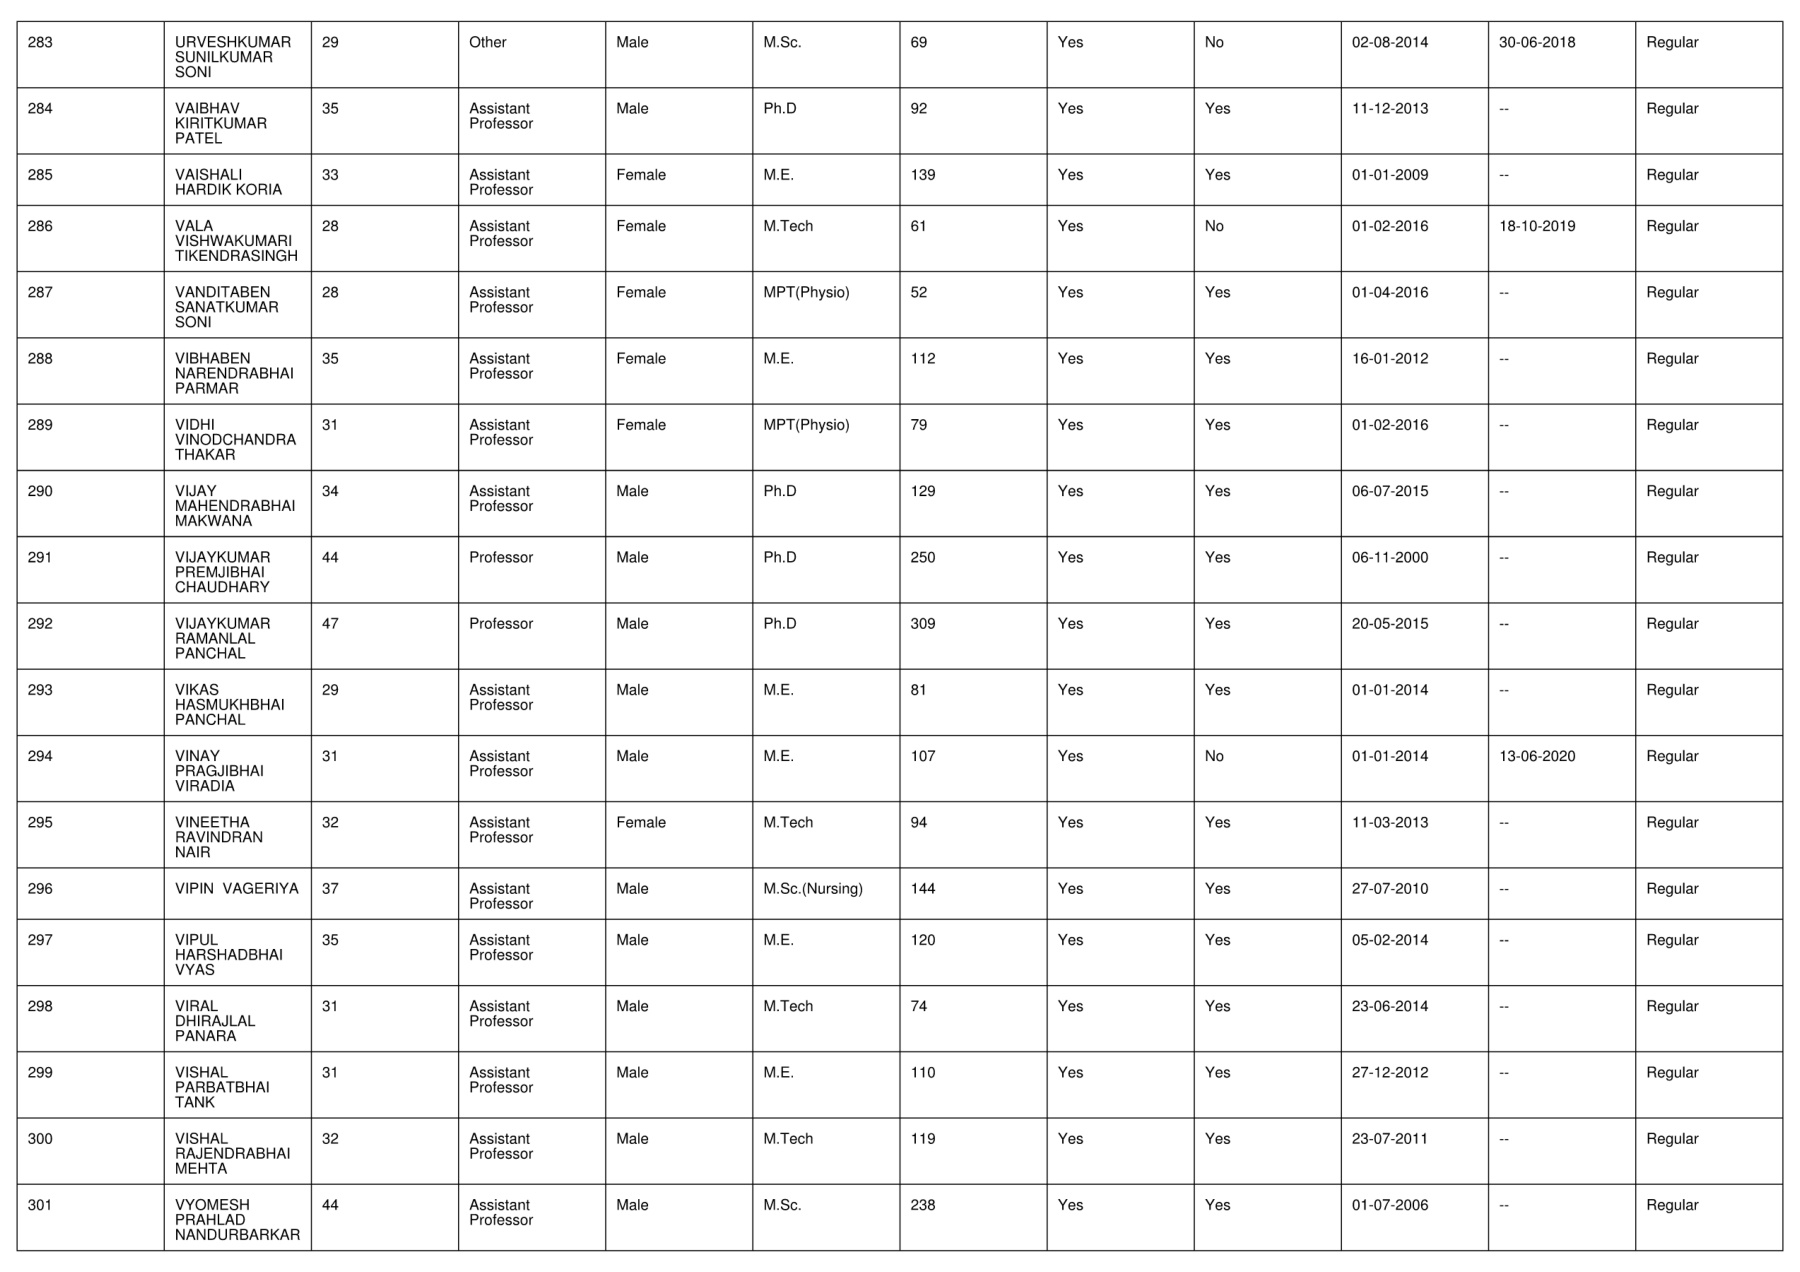 283 URVESHKUMAR SUNILKUMAR SONI 29 Other Male M.Sc. 69 Yes No 02-08-2014 30-06-2018 Regular
284 VAIBHAV KIRITKUMAR PATEL 35 Assistant Professor Male Ph.D 92 Yes Yes 11-12-2013 -- Regular
285 VAISHALI HARDIK KORIA 33 Assistant Professor Female M.E. 139 Yes Yes 01-01-2009 -- Regular
286 VALA VISHWAKUMARI TIKENDRASINGH 28 Assistant Professor Female M.Tech 61 Yes No 01-02-2016 18-10-2019 Regular
287 VANDITABEN SANATKUMAR SONI 28 Assistant Professor Female MPT(Physio) 52 Yes Yes 01-04-2016 -- Regular
288 VIBHABEN NARENDRABHAI PARMAR 35 Assistant Professor Female M.E. 112 Yes Yes 16-01-2012 -- Regular
289 VIDHI VINODCHANDRA THAKAR 31 Assistant Professor Female MPT(Physio) 79 Yes Yes 01-02-2016 -- Regular
290 VIJAY MAHENDRABHAI MAKWANA 34 Assistant Professor Male Ph.D 129 Yes Yes 06-07-2015 -- Regular
291 VIJAYKUMAR PREMJIBHAI CHAUDHARY 44 Professor Male Ph.D 250 Yes Yes 06-11-2000 -- Regular
292 VIJAYKUMAR RAMANLAL PANCHAL 47 Professor Male Ph.D 309 Yes Yes 20-05-2015 -- Regular
293 VIKAS HASMUKHBHAI PANCHAL 29 Assistant Professor Male M.E. 81 Yes Yes 01-01-2014 -- Regular
294 VINAY PRAGJIBHAI VIRADIA 31 Assistant Professor Male M.E. 107 Yes No 01-01-2014 13-06-2020 Regular
295 VINEETHA RAVINDRAN NAIR 32 Assistant Professor Female M.Tech 94 Yes Yes 11-03-2013 -- Regular
296 VIPIN  VAGERIYA 37 Assistant Professor Male M.Sc.(Nursing) 144 Yes Yes 27-07-2010 -- Regular
297 VIPUL HARSHADBHAI VYAS 35 Assistant Professor Male M.E. 120 Yes Yes 05-02-2014 -- Regular
298 VIRAL DHIRAJLAL PANARA 31 Assistant Professor Male M.Tech 74 Yes Yes 23-06-2014 -- Regular
299 VISHAL PARBATBHAI TANK 31 Assistant Professor Male M.E. 110 Yes Yes 27-12-2012 -- Regular
300 VISHAL RAJENDRABHAI MEHTA 32 Assistant Professor Male M.Tech 119 Yes Yes 23-07-2011 -- Regular
301 VYOMESH PRAHLAD NANDURBARKAR 44 Assistant Professor Male M.Sc. 238 Yes Yes 01-07-2006 -- Regular